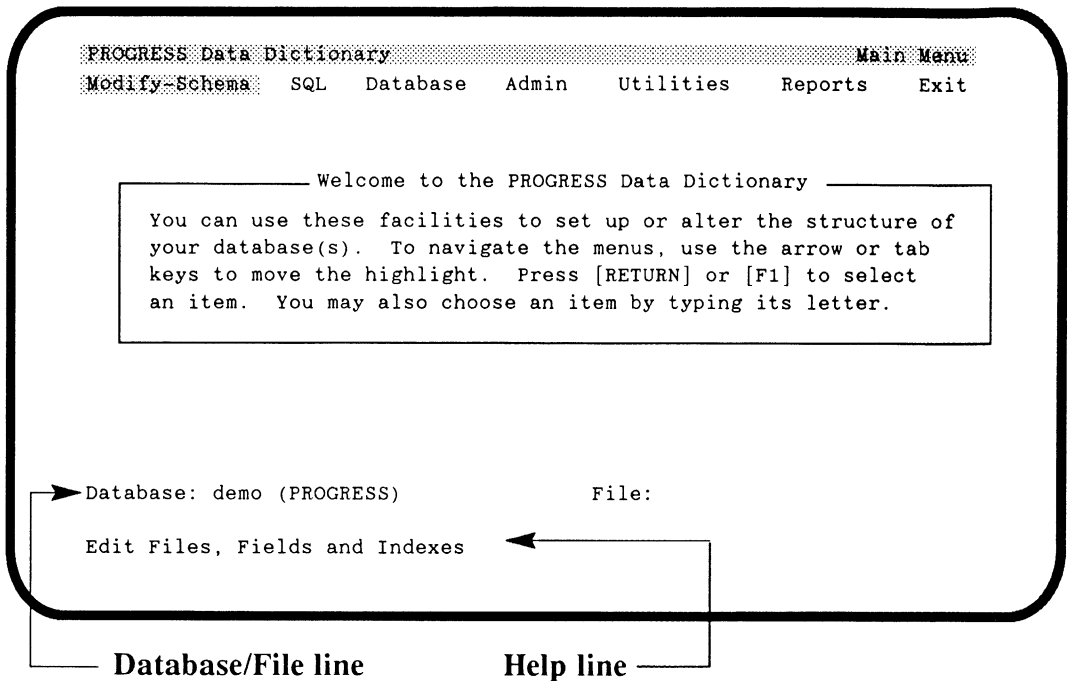 PROGRESS Data Dictionary Main Menu
Modify-Schema SQL Database Admin Utilities Reports Exit
Welcome to the PROGRESS Data Dictionary
You can use these facilities to set up or alter the structure of
your database(s). To navigate the menus, use the arrow or tab
keys to move the highlight. Press [RETURN] or [F1] to select
an item. You may also choose an item by typing its letter.
Database: demo (PROGRESS) File:
Edit Files, Fields and Indexes
Database/File line Help line